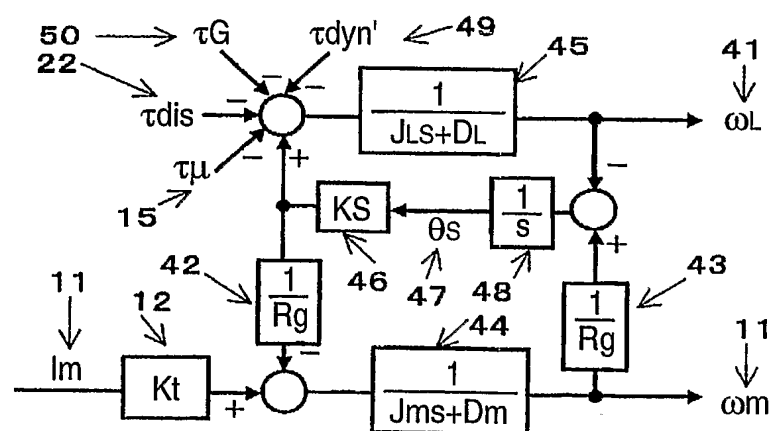 50 τG τdyn' 49 45 41
22
τdis 1 ωL
JLS+DL
τμ
15
KS 1 s
θs
42 46 47 48 43
11 12 1 Rg 44 1 Rg 11
Im Kt 1 ωm
Jms+Dm
- - - - + - + - +